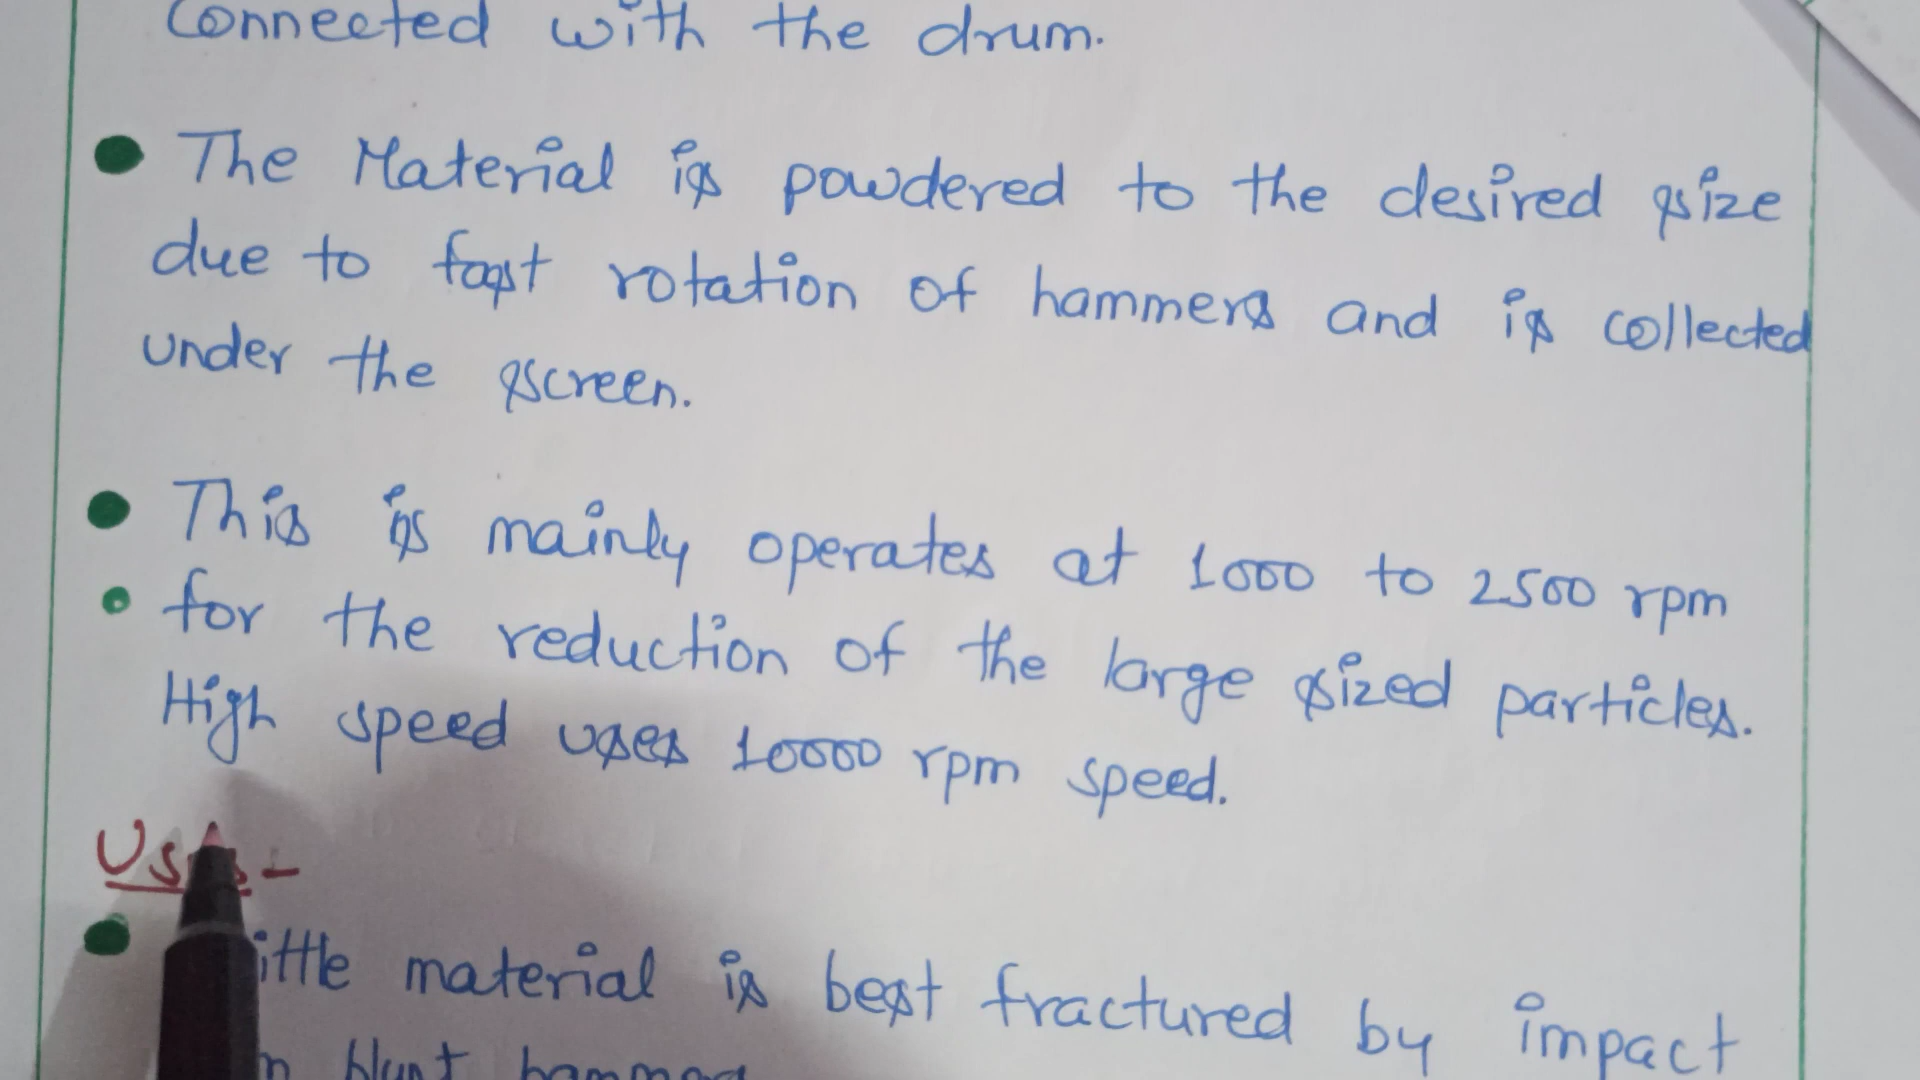 connected with the drum.
The Material is powdered to the desired size
due to fast rotation of hammers and is collected
under the screen.
This is mainly operates at 1000 to 2500 rpm
for the reduction of the large sized particles.
High speed uses 10000 rpm speed.
material is best fractured by impact
blunt hammers